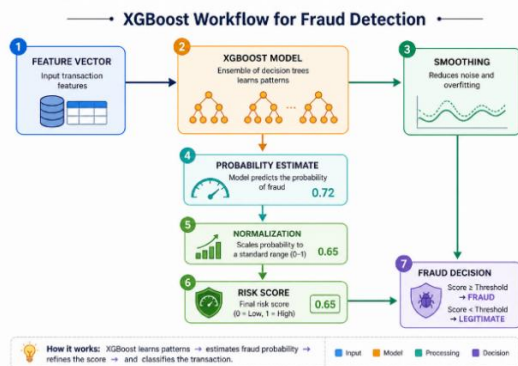 XGBoost Workflow for Fraud Detection
1
FEATURE VECTOR
Input transaction
features
2
XGBOOST MODEL
Ensemble of decision trees
learns patterns
...
3
SMOOTHING
Reduces noise and
overfitting
4
PROBABILITY ESTIMATE
Model predicts the probability
of fraud
0.72
5
NORMALIZATION
Scales probability to
a standard range (0–1)
0.65
6
RISK SCORE
Final risk score
(0 = Low, 1 = High)
0.65
7
FRAUD DECISION
Score ≥ Threshold
→ FRAUD
Score < Threshold
→ LEGITIMATE
How it works: XGBoost learns patterns → estimates fraud probability →
refines the score → and classifies the transaction.
Input Model Processing Decision